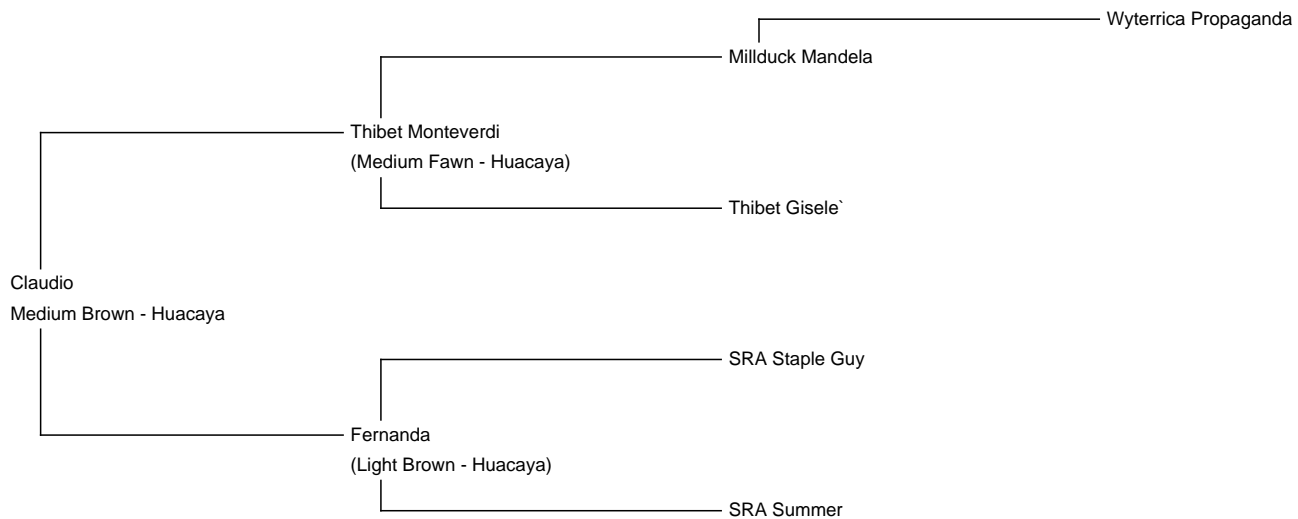 Wyterrica Propaganda
Millduck Mandela
Thibet Monteverdi
(Medium Fawn - Huacaya)
Thibet Gisele`
Claudio
Medium Brown - Huacaya
SRA Staple Guy
Fernanda
(Light Brown - Huacaya)
SRA Summer